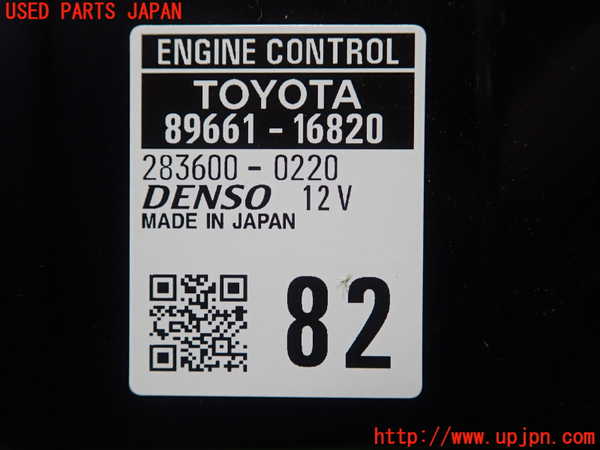 USED PARTS JAPAN
ENGINE CONTROL
TOYOTA
89661-16820
283600-0220
DENSO 12V
MADE IN JAPAN
82
www.upjpn.com